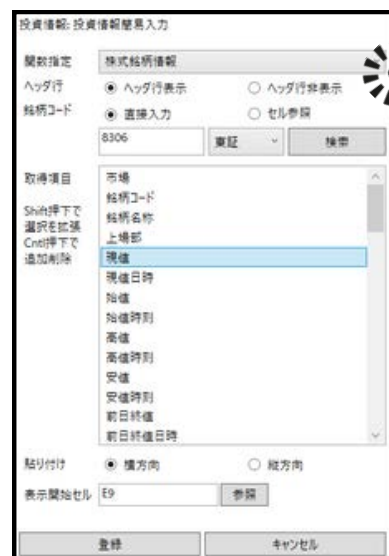 投資情報: 投資情報簡易入力
関数指定 株式銘柄情報
ヘッダ行 ヘッダ行表示 ヘッダ行非表示
銘柄コード 直接入力 セル参照
8306 東証 検索
取得項目
Shift押下で
選択を拡張
Cntl押下で
追加削除
市場
銘柄コード
銘柄名称
上場部
現値
現値日時
始値
始値時刻
高値
高値時刻
安値
安値時刻
前日終値
前日終値日時
貼り付け 横方向 縦方向
表示開始セル E9 参照
登録 キャンセル